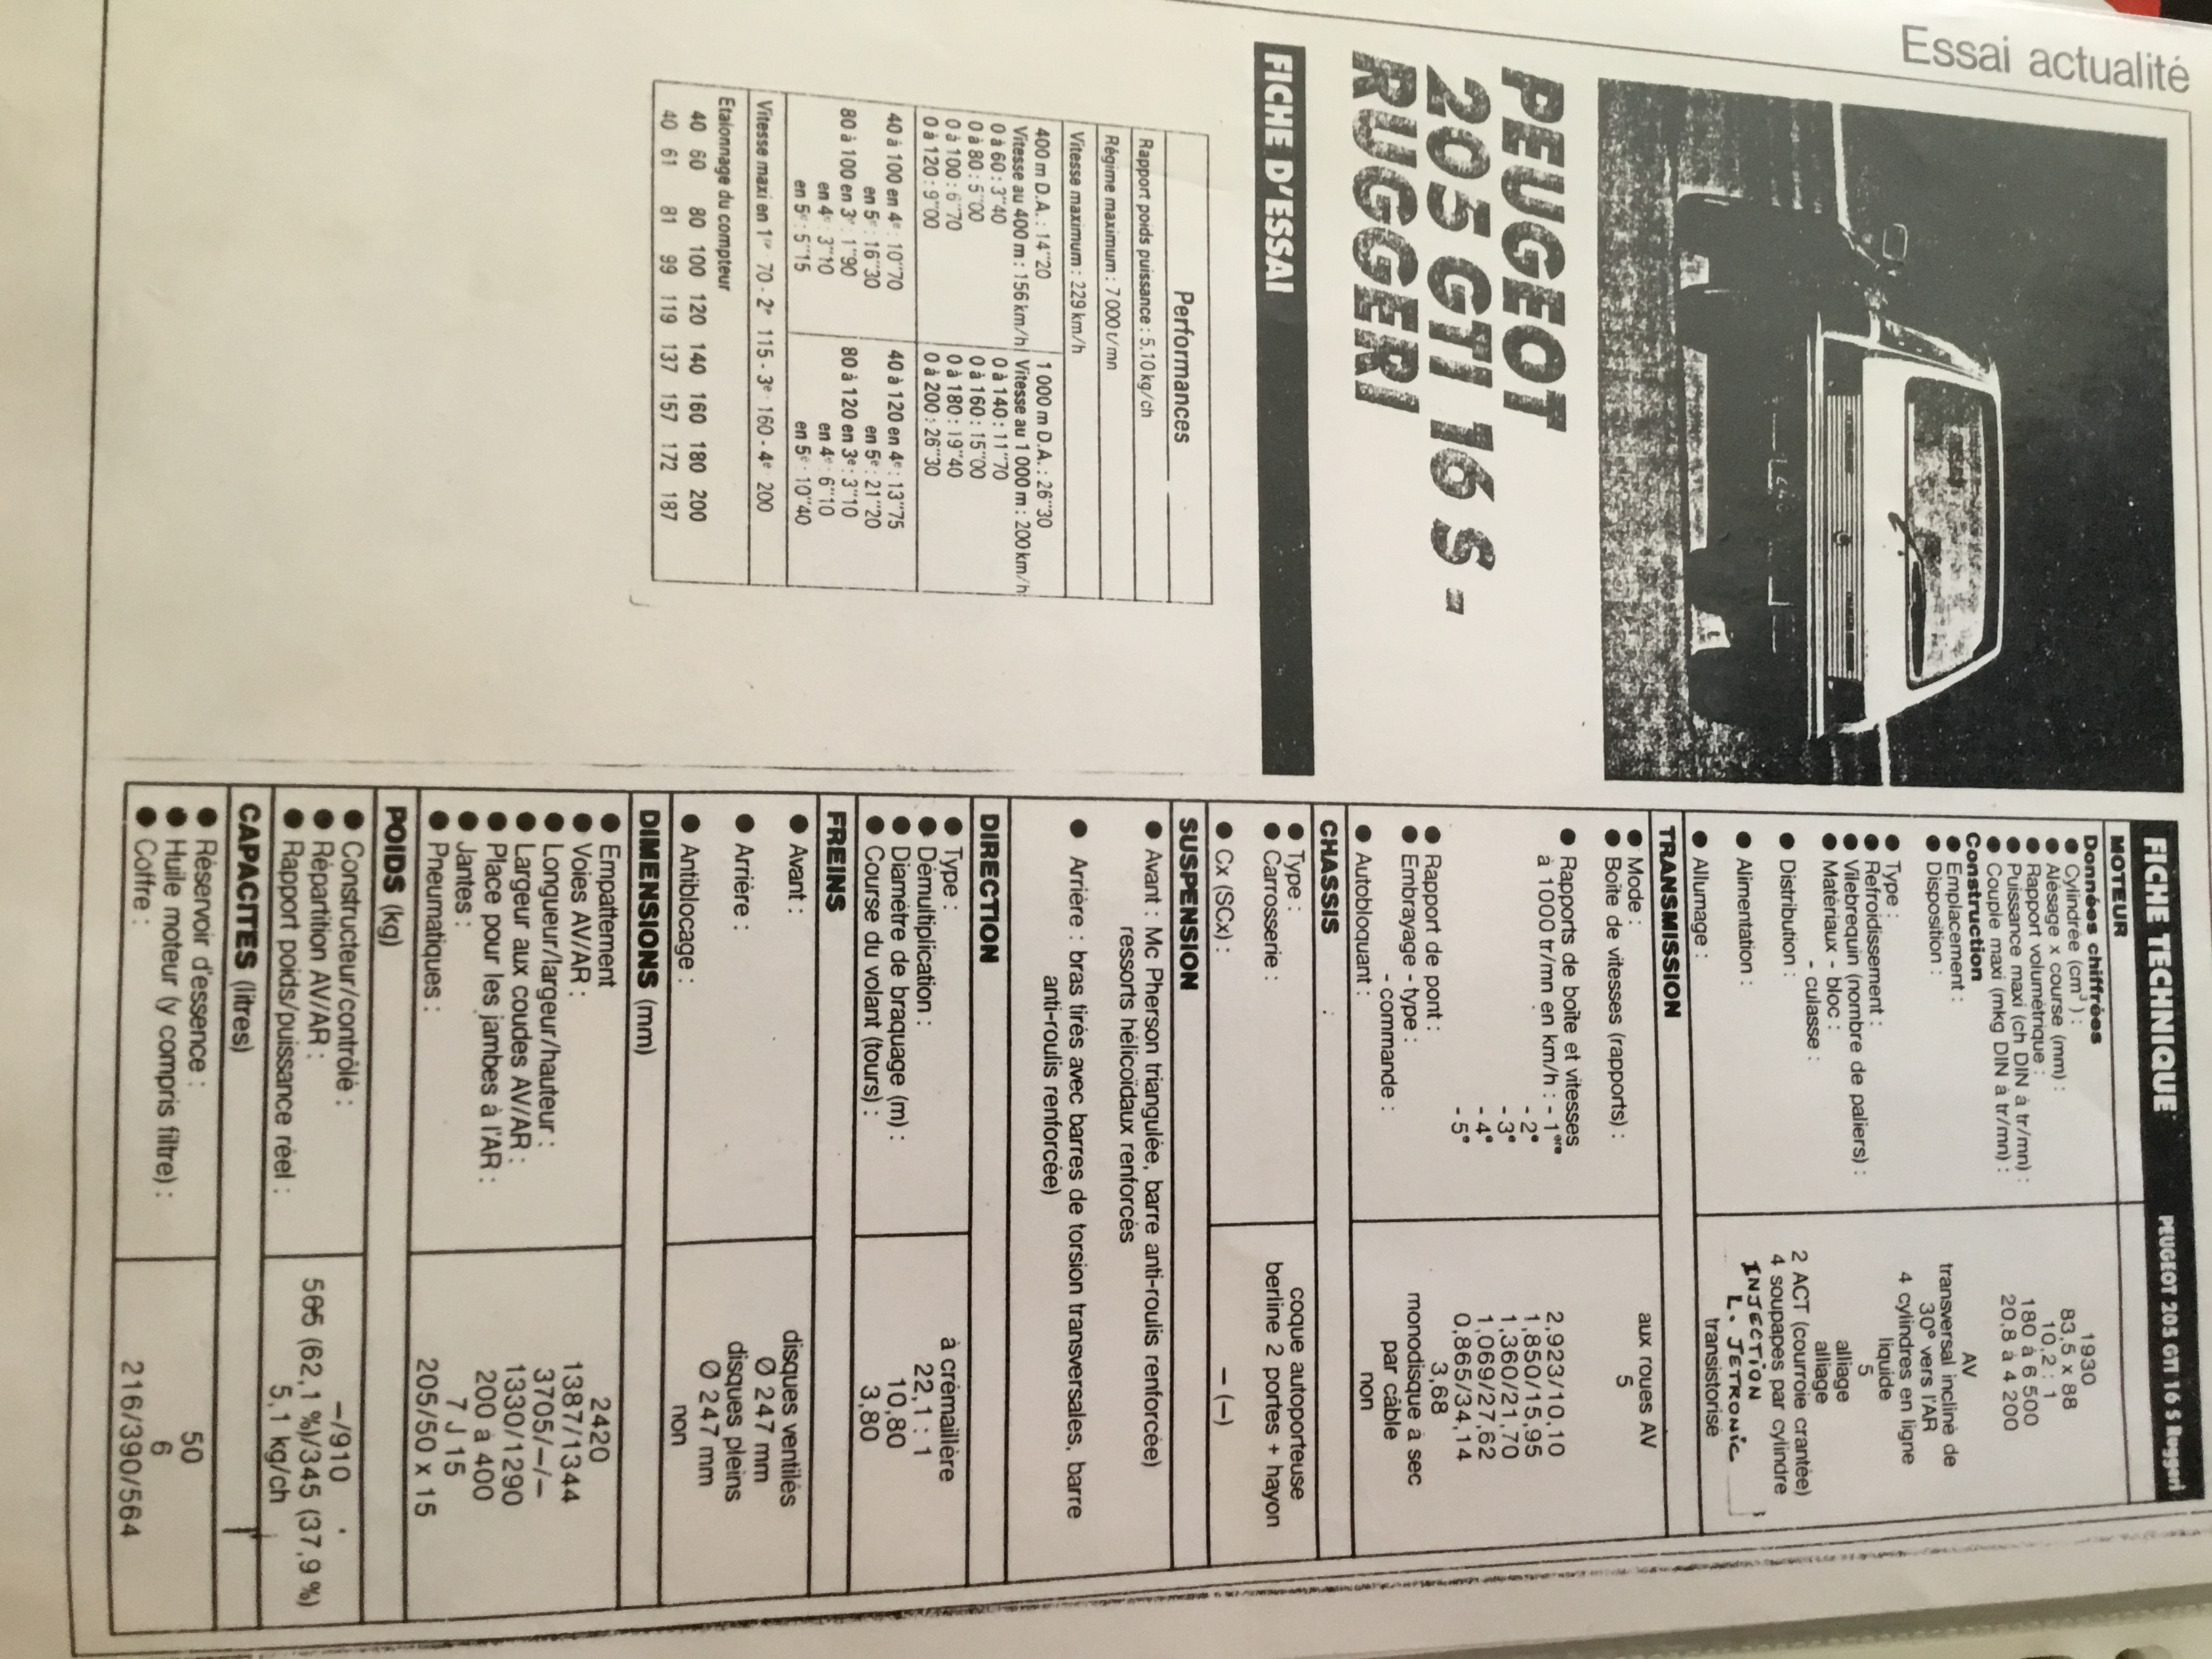 Essai actualité
PEUGEOT
205 GTI 16 S -
RUGGERI
FICHE D'ESSAI
Performances
Rapport poids puissance : 5,10 kg/ch
Régime maximum : 7 000 t/mn
Vitesse maximum : 229 km/h
400 m D.A. : 14"20 1 000 m D.A. : 26"30
Vitesse au 400 m : 156 km/h Vitesse au 1 000 m : 200 km/h
0 à 60 : 3"40 0 à 140 : 11"70
0 à 80 : 5"00 0 à 160 : 15"00
0 à 100 : 6"70 0 à 180 : 19"40
0 à 120 : 9"00 0 à 200 : 26"30
40 à 100 en 4e : 10"70 40 à 120 en 4e : 13"75
en 5e : 16"30 en 5e : 21"20
80 à 100 en 3e : 1"90 80 à 120 en 3e : 3"10
en 4e : 3"10 en 4e : 6"10
en 5e : 5"15 en 5e : 10"40
Vitesse maxi en 1re 70 - 2e 115 - 3e 160 - 4e 200
Etalonnage du compteur
40 60 80 100 120 140 160 180 200
40 61 81 99 119 137 157 172 187
FICHE TECHNIQUE PEUGEOT 205 GTI 16 S Ruggeri
MOTEUR
Données chiffrées
● Cylindrée (cm³) : 1930
● Alésage x course (mm) : 83,5 x 88
● Rapport volumétrique : 10,2 : 1
● Puissance maxi (ch DIN à tr/mn) : 180 à 6 500
● Couple maxi (mkg DIN à tr/mn) : 20,8 à 4 200
Construction
● Emplacement : AV
● Disposition : transversal incliné de
30° vers l'AR
● Type : 4 cylindres en ligne
● Refroidissement : liquide
● Vilebrequin (nombre de paliers) : 5
● Matériaux - bloc : alliage
- culasse : alliage
● Distribution : 2 ACT (courroie crantée)
4 soupapes par cylindre
● Alimentation : INJECTION
L. JETRONIC
● Allumage : transistorisé
TRANSMISSION
● Mode : aux roues AV
● Boîte de vitesses (rapports) : 5
● Rapports de boîte et vitesses
à 1000 tr/mn en km/h : - 1ere 2,923/10,10
- 2e 1,850/15,95
- 3e 1,360/21,70
- 4e 1,069/27,62
- 5e 0,865/34,14
● Rapport de pont : 3,68
● Embrayage - type : monodisque à sec
- commande : par câble
● Autobloquant : non
CHASSIS :
● Type : coque autoporteuse
● Carrosserie : berline 2 portes + hayon
● Cx (SCx) : – (–)
SUSPENSION
● Avant : Mc Pherson triangulée, barre anti-roulis renforcée)
ressorts hélicoïdaux renforcés
● Arrière : bras tirés avec barres de torsion transversales, barre
anti-roulis renforcée)
DIRECTION
● Type : à crémaillère
● Démultiplication : 22,1 : 1
● Diamètre de braquage (m) : 10,80
● Course du volant (tours) : 3,80
FREINS
● Avant : disques ventilés
Ø 247 mm
● Arrière : disques pleins
Ø 247 mm
● Antiblocage : non
DIMENSIONS (mm)
● Empattement 2420
● Voies AV/AR : 1387/1344
● Longueur/largeur/hauteur : 3705/–/–
● Largeur aux coudes AV/AR : 1330/1290
● Place pour les jambes à l'AR : 200 à 400
● Jantes : 7 J 15
● Pneumatiques : 205/50 x 15
POIDS (kg)
● Constructeur/contrôlé : –/910
● Répartition AV/AR : 565 (62,1 %)/345 (37,9 %)
● Rapport poids/puissance réel : 5,1 kg/ch
CAPACITES (litres)
● Réservoir d'essence : 50
● Huile moteur (y compris filtre) : 6
● Coffre : 216/390/564